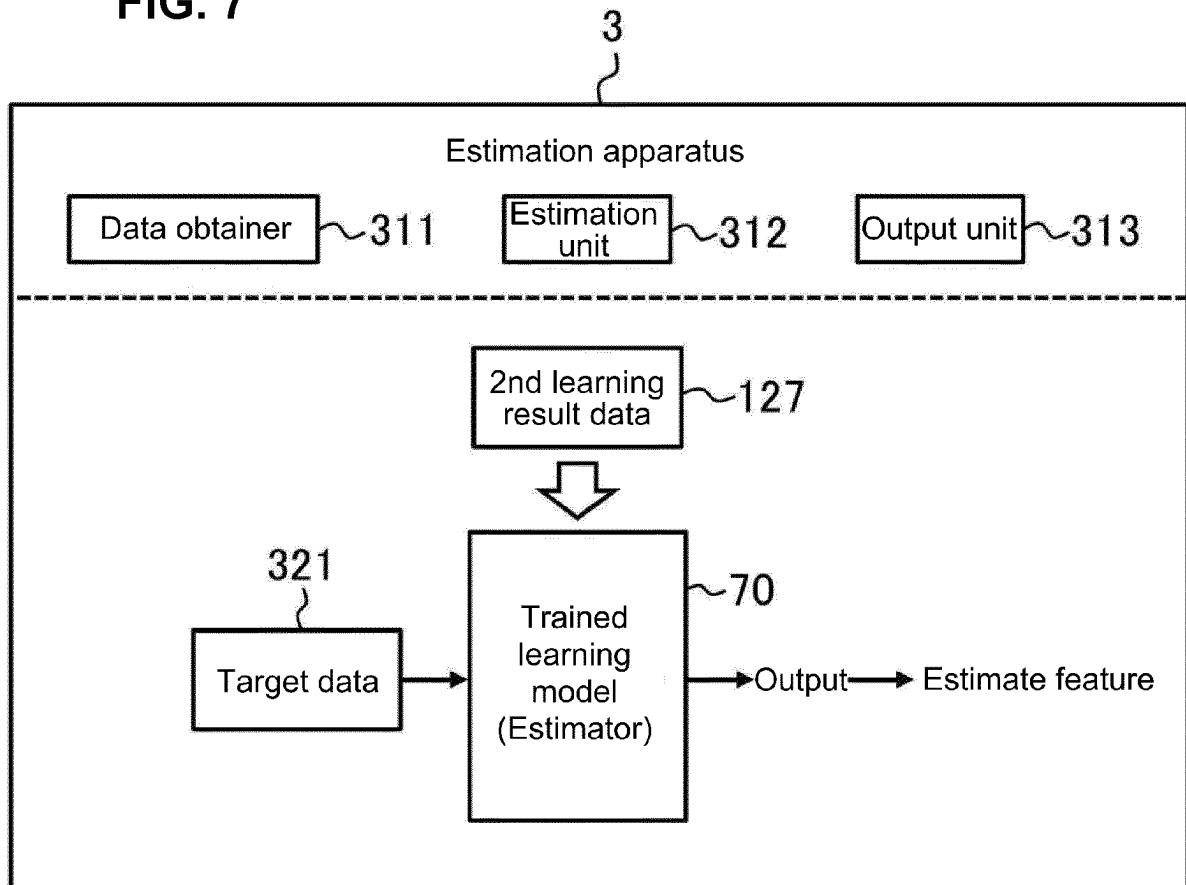 FIG. 7
3
Estimation apparatus
Data obtainer
311
Estimation
unit
312
Output unit
313
2nd learning
result data
127
321
Target data
Trained
learning
model
(Estimator)
70
Output
Estimate feature